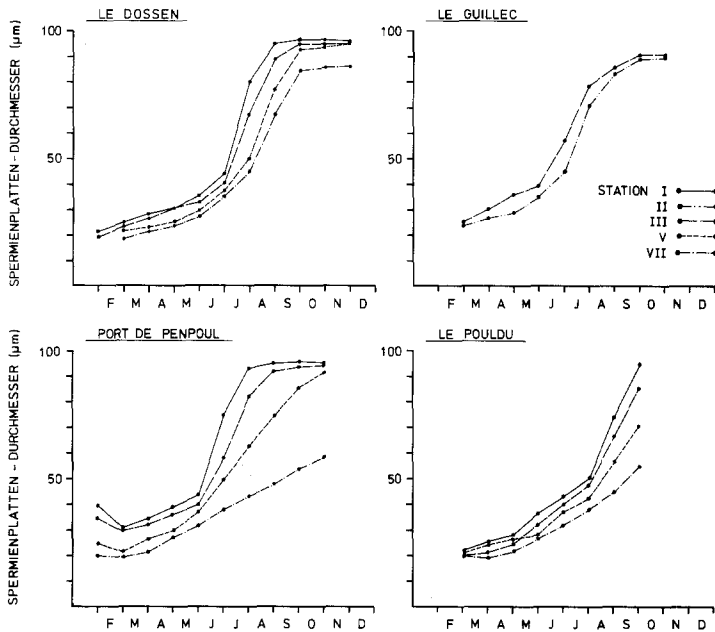 LE DOSSEN
LE GUILLEC
SPERMIENPLATTEN - DURCHMESSER (µm)
100
50
100
50
STATION I
II
III
V
VII
F M A M J J A S O N D
F M A M J J A S O N D
PORT DE PENPOUL
LE POULDU
SPERMIENPLATTEN - DURCHMESSER (µm)
100
50
100
50
F M A M J J A S O N D
F M A M J J A S O N D